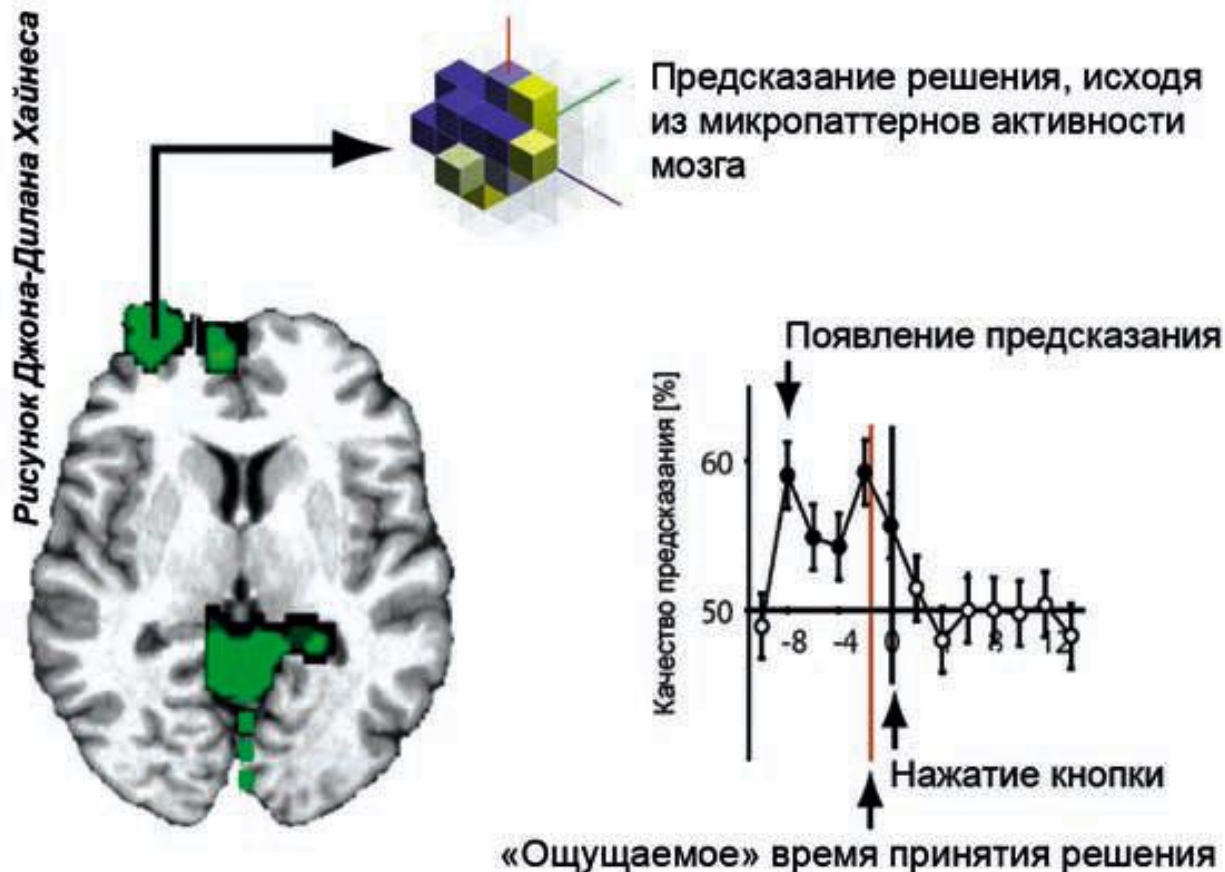 Рисунок Джона-Дилана Хайнеса
Предсказание решения, исходя
из микропаттернов активности
мозга
Появление предсказания
Качество предсказания [%]
60
50
-8
-4
0
8
12
Нажатие кнопки
«Ощущаемое» время принятия решения